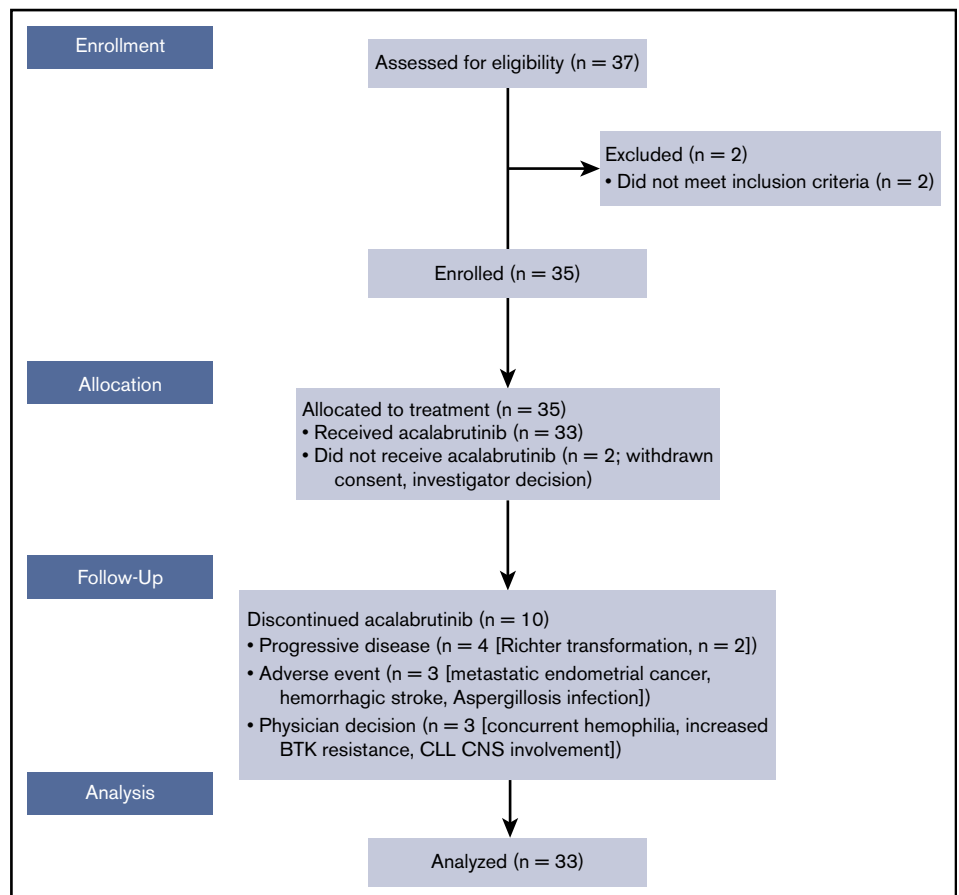 Enrollment
Assessed for eligibility (n = 37)
Excluded (n = 2)
• Did not meet inclusion criteria (n = 2)
Enrolled (n = 35)
Allocation
Allocated to treatment (n = 35)
• Received acalabrutinib (n = 33)
• Did not receive acalabrutinib (n = 2; withdrawn
consent, investigator decision)
Follow-Up
Discontinued acalabrutinib (n = 10)
• Progressive disease (n = 4 [Richter transformation, n = 2])
• Adverse event (n = 3 [metastatic endometrial cancer,
hemorrhagic stroke, Aspergillosis infection])
• Physician decision (n = 3 [concurrent hemophilia, increased
BTK resistance, CLL CNS involvement])
Analysis
Analyzed (n = 33)